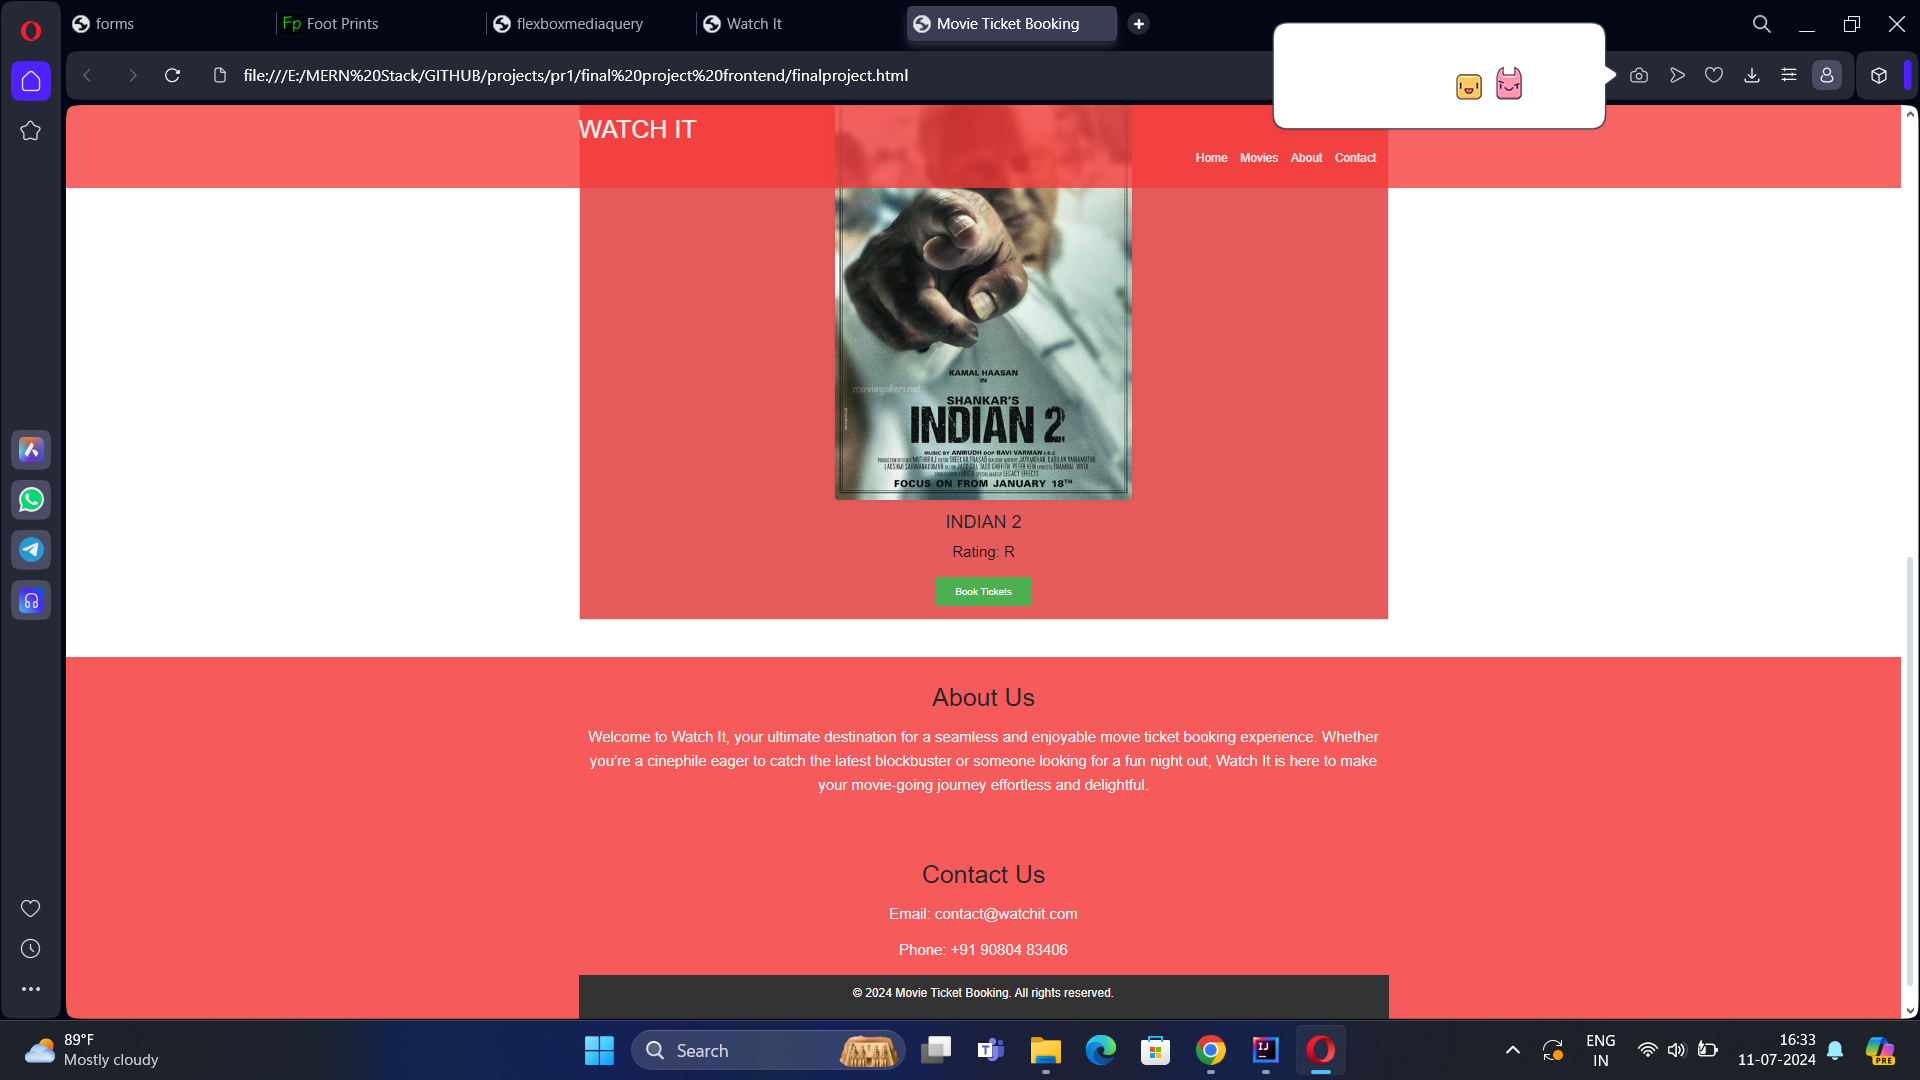 forms
Fp Foot Prints
flexboxmediaquery
Watch It
Movie Ticket Booking
file:///E:/MERN%20Stack/GITHUB/projects/pr1/final%20project%20frontend/finalproject.html
WATCH IT
Home Movies About Contact
KAMAL HAASAN
IN
SHANKAR'S
INDIAN 2
MUSIC BY ANIRUDH DOP RAVI VARMAN I.S.C
FOCUS ON FROM JANUARY 18TH
INDIAN 2
Rating: R
Book Tickets
About Us
Welcome to Watch It, your ultimate destination for a seamless and enjoyable movie ticket booking experience. Whether
you're a cinephile eager to catch the latest blockbuster or someone looking for a fun night out, Watch It is here to make
your movie-going journey effortless and delightful.
Contact Us
Email: contact@watchit.com
Phone: +91 90804 83406
© 2024 Movie Ticket Booking. All rights reserved.
89°F
Mostly cloudy
Search
ENG
IN
16:33
11-07-2024
PRE